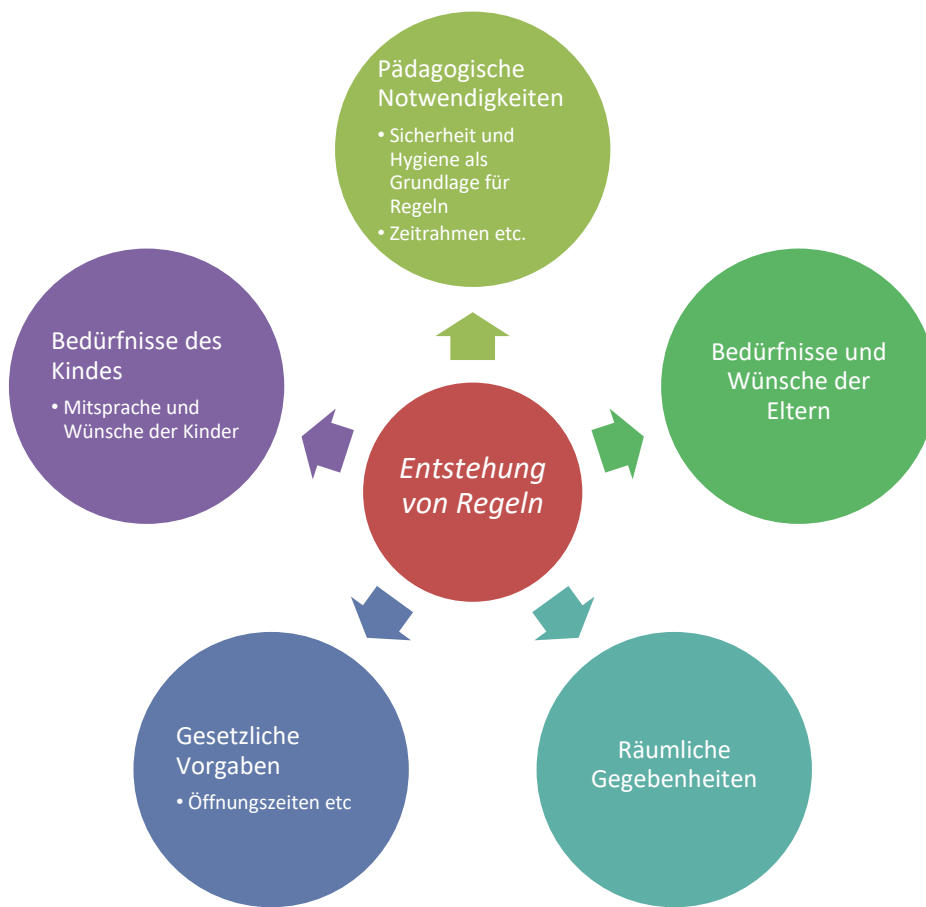 Pädagogische
Notwendigkeiten
• Sicherheit und
Hygiene als
Grundlage für
Regeln
• Zeitrahmen etc.
Bedürfnisse des
Kindes
• Mitsprache und
Wünsche der Kinder
Bedürfnisse und
Wünsche der
Eltern
Entstehung
von Regeln
Gesetzliche
Vorgaben
• Öffnungszeiten etc
Räumliche
Gegebenheiten